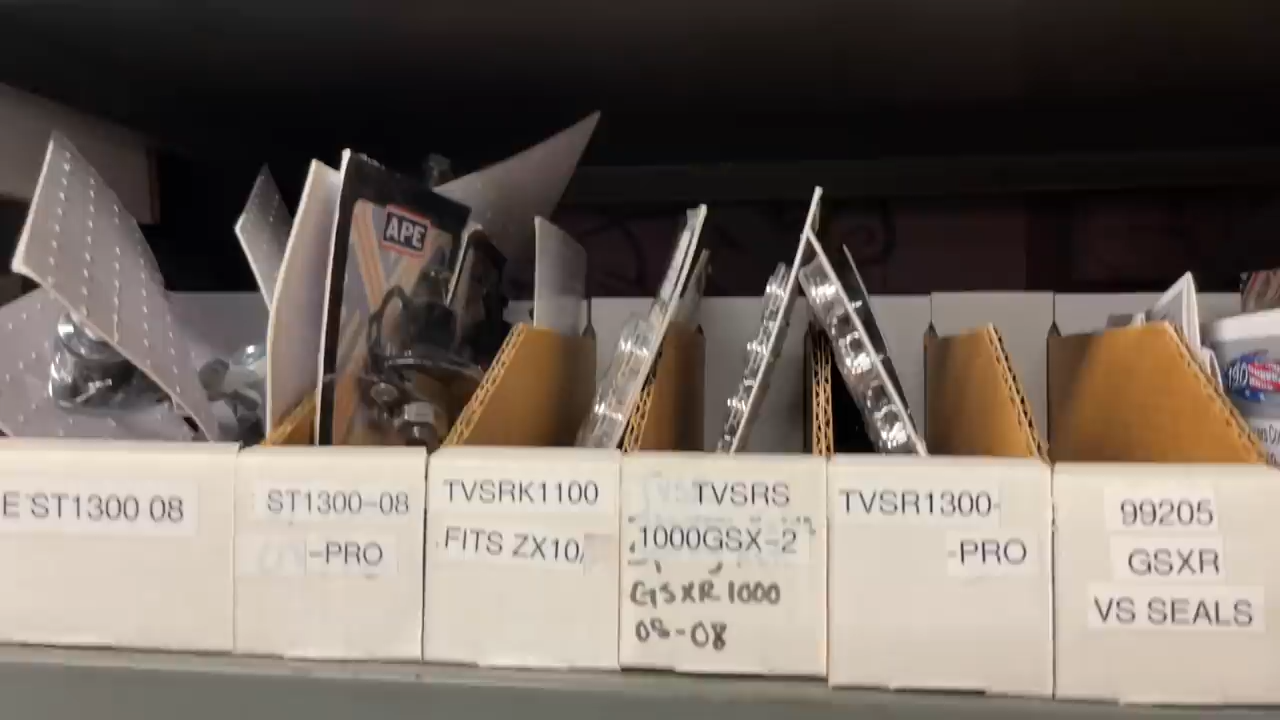 APE
E ST1300 08
ST1300-08
-PRO
TVSRK1100
FITS ZX10/
TVSRS
1000GSX-2
GSXR 1000
05-08
TVSR1300-
-PRO
99205
GSXR
VS SEALS